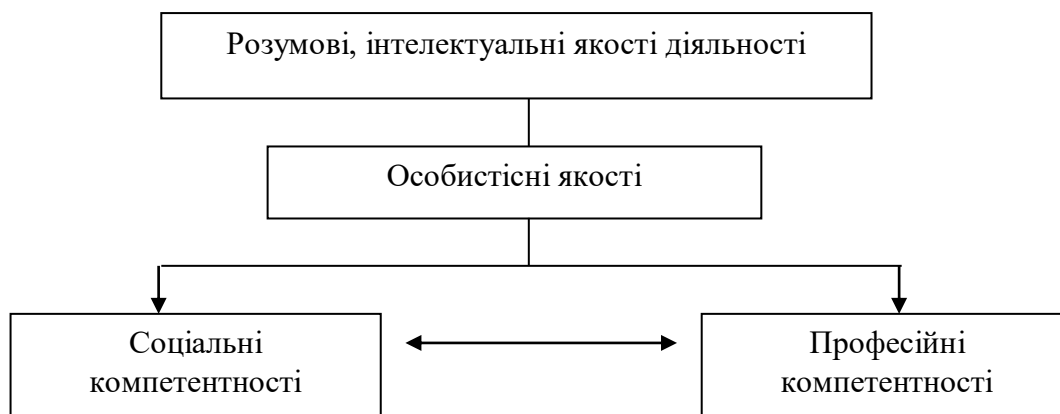 Розумові, інтелектуальні якості діяльності
Особистісні якості
Соціальні
компетентності
Професійні
компетентності